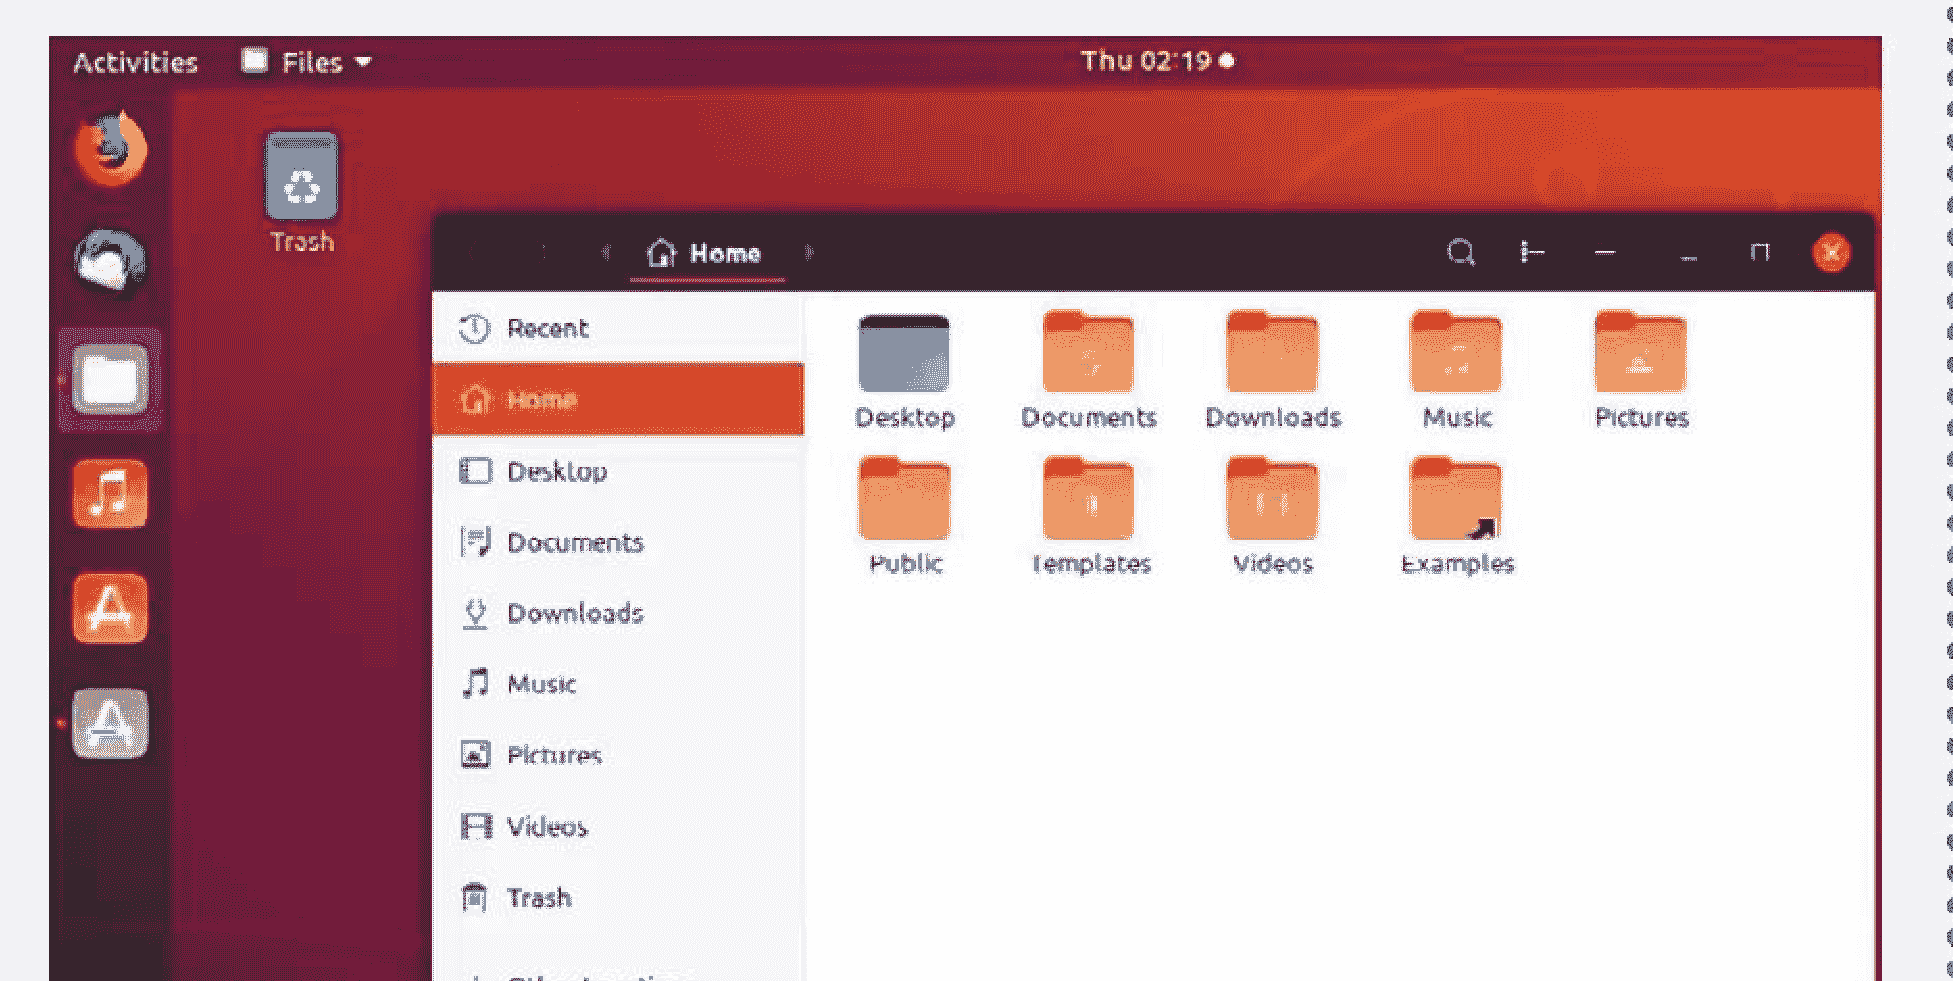 Activities Files Thu 02:19
Trash
Home
Recent
Home
Desktop
Documents
Downloads
Music
Pictures
Videos
Trash
Desktop Documents Downloads Music Pictures
Public Templates Videos Examples